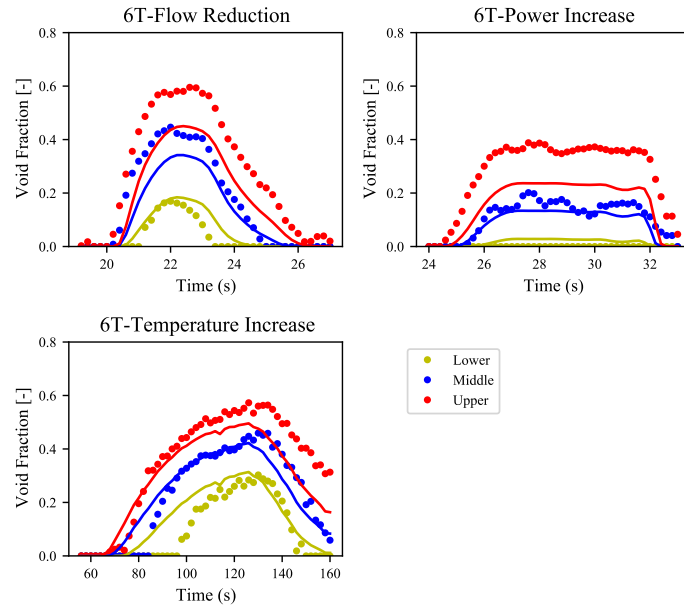 6T-Flow Reduction
Void Fraction [-]
0.8
0.6
0.4
0.2
0.0
20 22 24 26
Time (s)
6T-Power Increase
Void Fraction [-]
0.8
0.6
0.4
0.2
0.0
24 26 28 30 32
Time (s)
6T-Temperature Increase
Void Fraction [-]
0.8
0.6
0.4
0.2
0.0
60 80 100 120 140 160
Time (s)
Lower
Middle
Upper